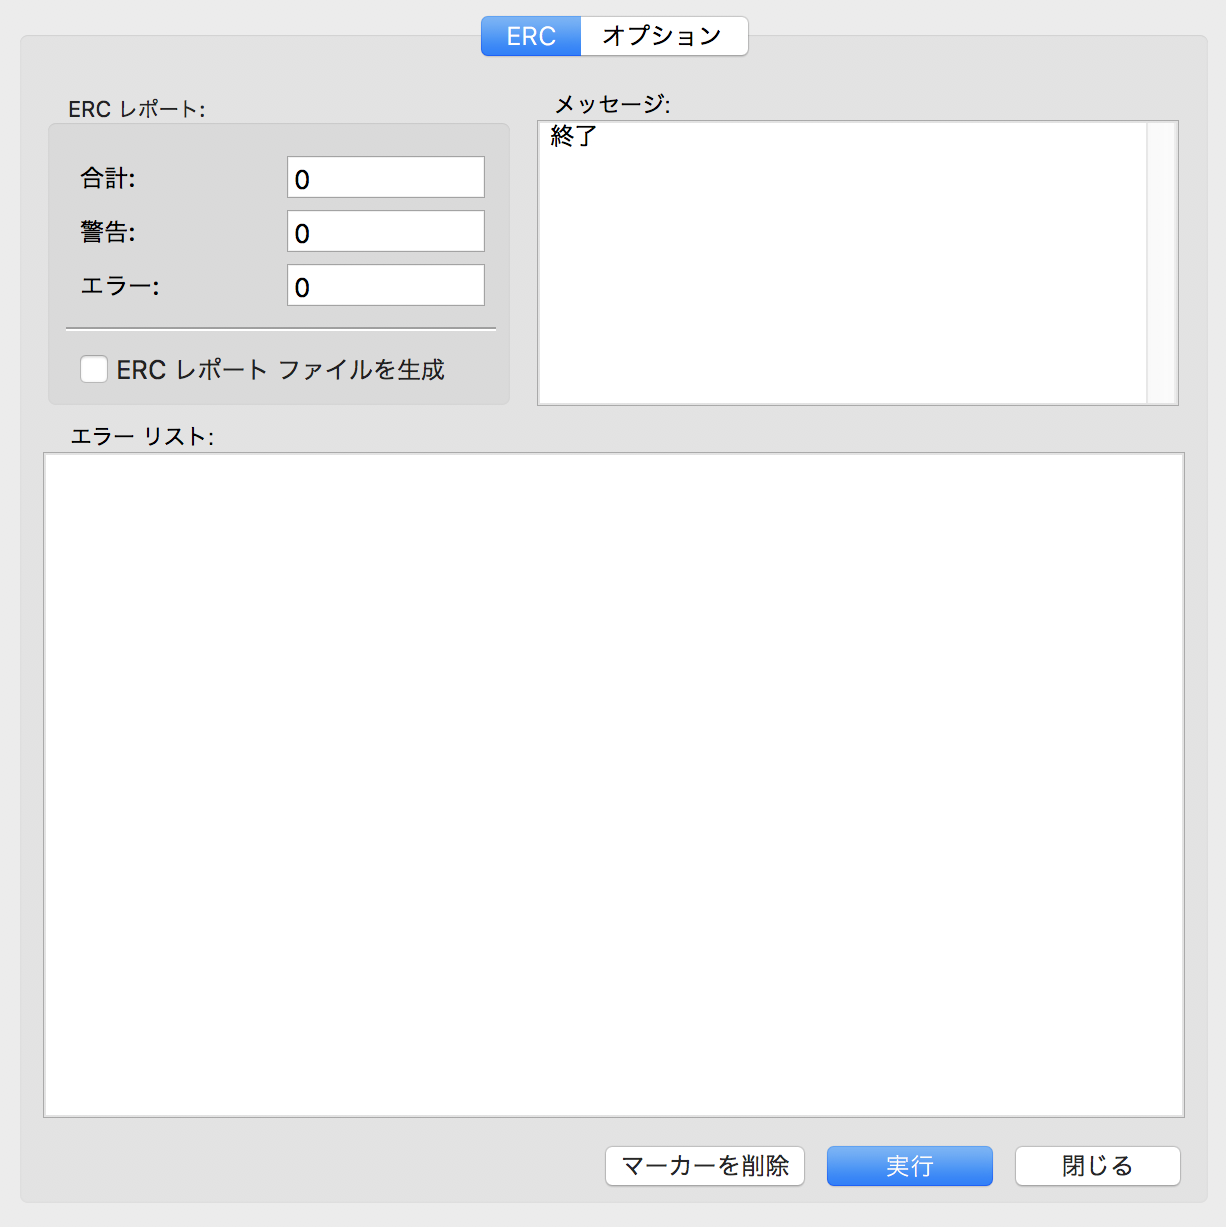 ERC オプション
ERC レポート:
合計: 0
警告: 0
エラー: 0
ERC レポート ファイルを生成
メッセージ:
終了
エラー リスト:
マーカーを削除 実行 閉じる